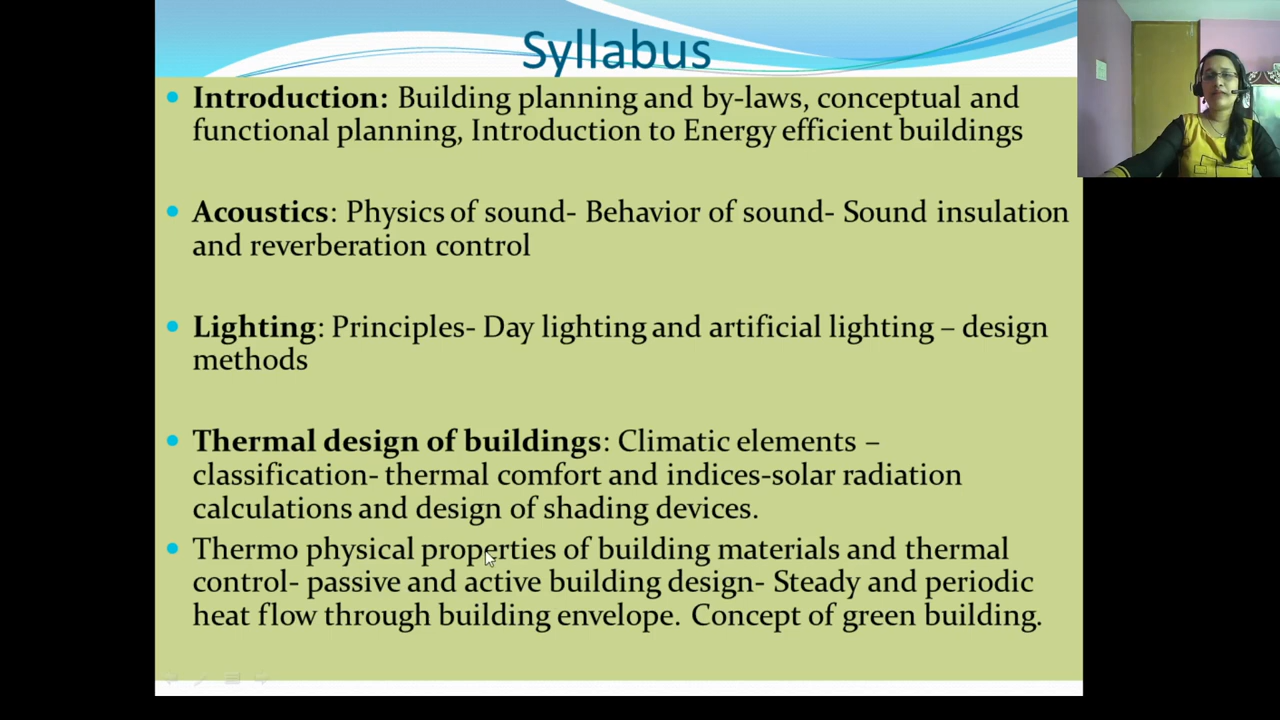 Syllabus
Introduction: Building planning and by-laws, conceptual and
functional planning, Introduction to Energy efficient buildings
Acoustics: Physics of sound- Behavior of sound- Sound insulation
and reverberation control
Lighting: Principles- Day lighting and artificial lighting – design
methods
Thermal design of buildings: Climatic elements –
classification- thermal comfort and indices-solar radiation
calculations and design of shading devices.
Thermo physical properties of building materials and thermal
control- passive and active building design- Steady and periodic
heat flow through building envelope. Concept of green building.